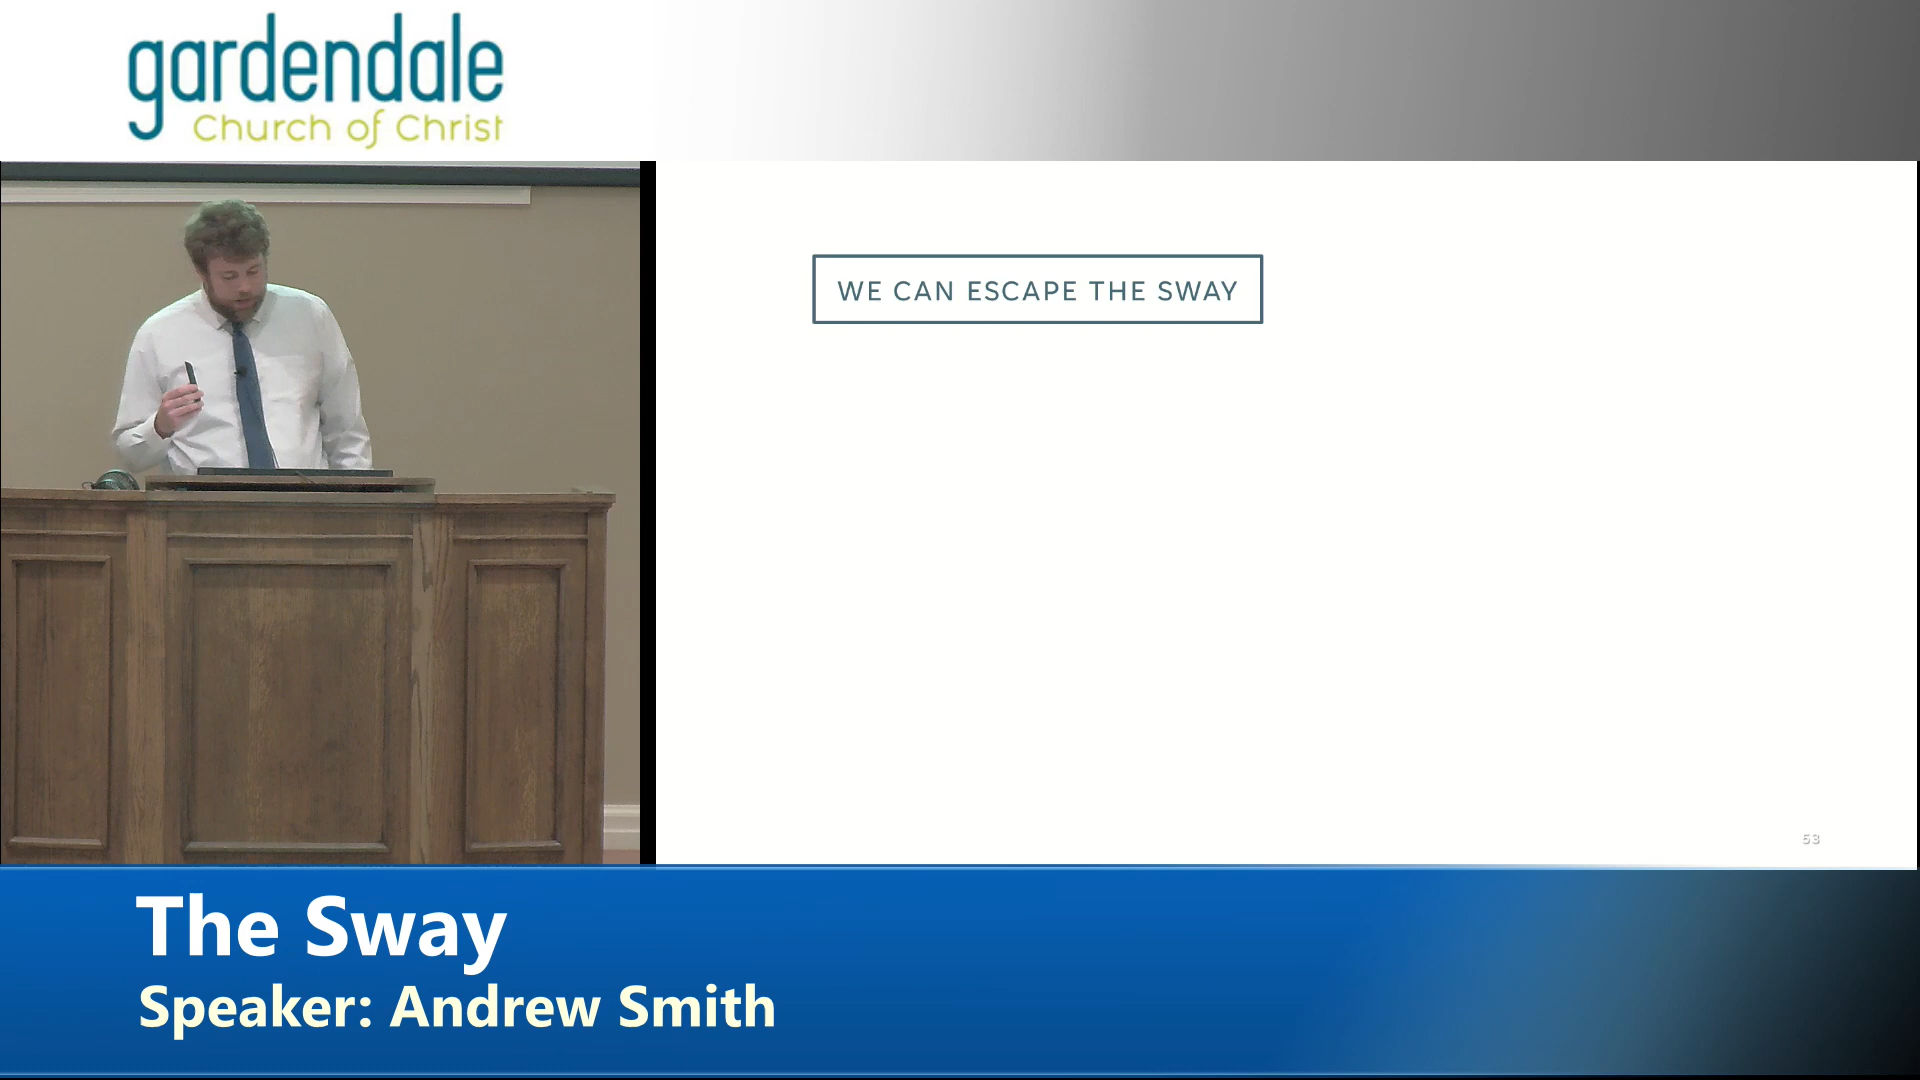 gardendale
Church of Christ
WE CAN ESCAPE THE SWAY
53
The Sway
Speaker: Andrew Smith